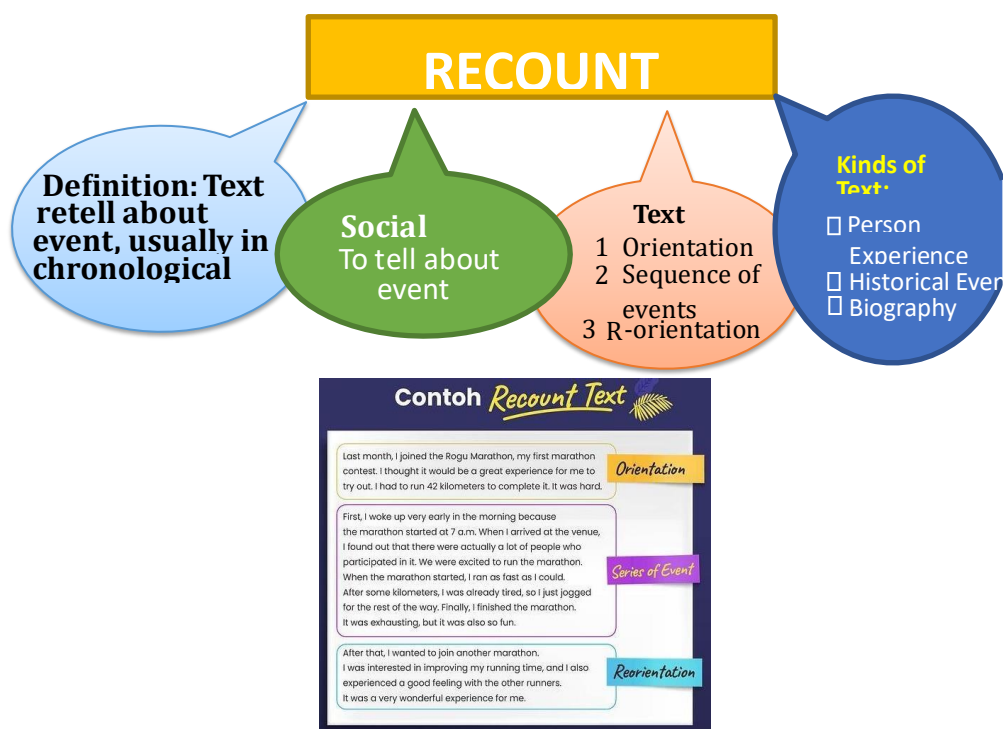 RECOUNT
Definition: Text
retell about
event, usually in
chronological
Social
To tell about
event
Text
1 Orientation
2 Sequence of
events
3 R-orientation
Kinds of
Text:
Person
Experience
Historical Even
Biography
Contoh Recount Text
Last month, I joined the Rogu Marathon, my first marathon
contest. I thought it would be a great experience for me to
try out. I had to run 42 kilometers to complete it. It was hard.
Orientation
First, I woke up very early in the morning because
the marathon started at 7 a.m. When I arrived at the venue,
I found out that there were actually a lot of people who
participated in it. We were excited to run the marathon.
When the marathon started, I ran as fast as I could.
After some kilometers, I was already tired, so I just jogged
for the rest of the way. Finally, I finished the marathon.
It was exhausting, but it was also so fun.
Series of Event
After that, I wanted to join another marathon.
I was interested in improving my running time, and I also
experienced a good feeling with the other runners.
It was a very wonderful experience for me.
Reorientation